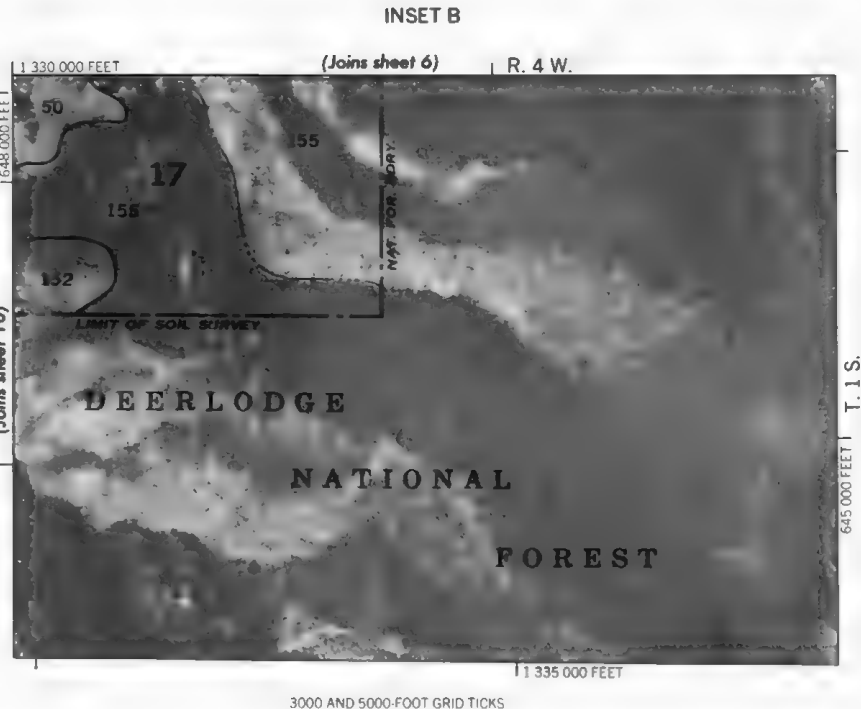 INSET B
1 330 000 FEET
(Joins sheet 6)
R. 4 W.
648 000 FEET
50
155
NAT. FOR. BDRY.
17
155
132
LIMIT OF SOIL SURVEY
(Joins sheet
DEERLODGE
NATIONAL
FOREST
T. 1 S.
645 000 FEET
1 335 000 FEET
3000 AND 5000-FOOT GRID TICKS